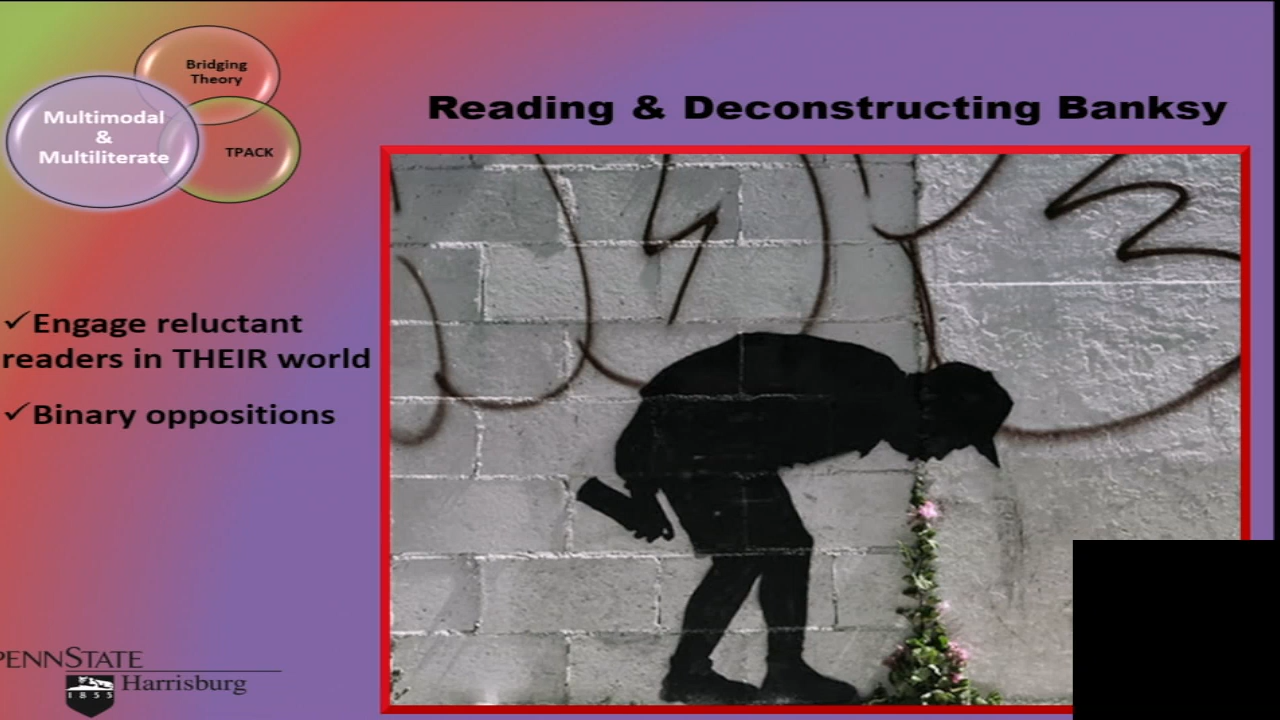 Bridging
Theory
Multimodal
&
Multiliterate
TPACK
Reading & Deconstructing Banksy
✓Engage reluctant
readers in THEIR world
✓Binary oppositions
PENNSTATE
1855
Harrisburg